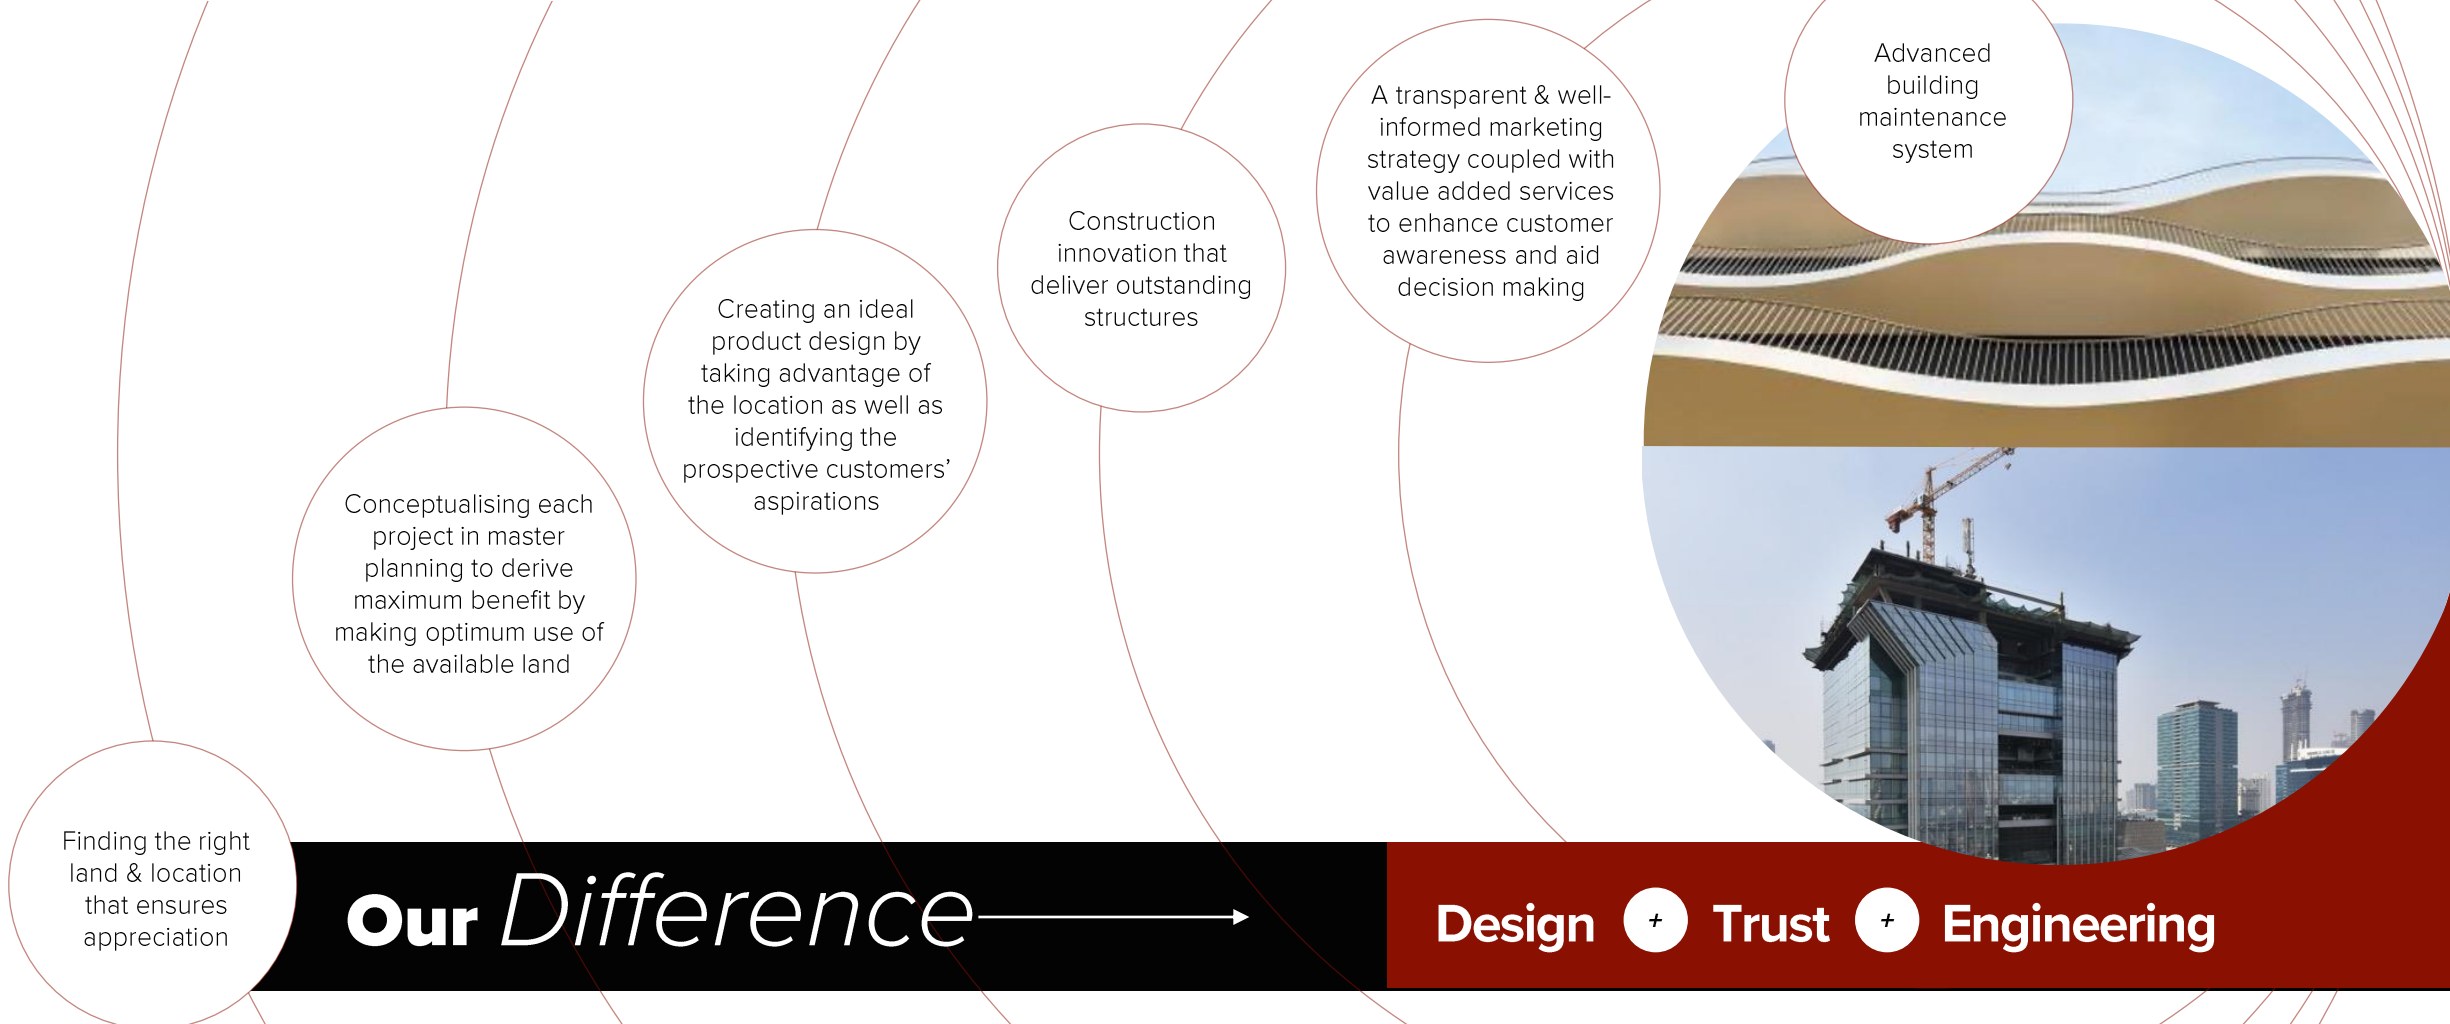 Advanced
building
maintenance
system
A transparent & well-
informed marketing
strategy coupled with
value added services
to enhance customer
awareness and aid
decision making
Construction
innovation that
deliver outstanding
structures
Creating an ideal
product design by
taking advantage of
the location as well as
identifying the
prospective customers’
aspirations
Conceptualising each
project in master
planning to derive
maximum benefit by
making optimum use of
the available land
Finding the right
land & location
that ensures
appreciation
Our Difference
Design + Trust + Engineering